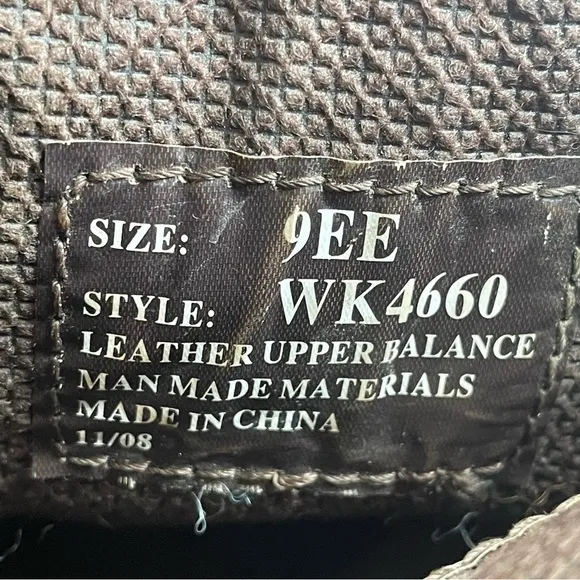 SIZE: 9EE
STYLE: WK4660
LEATHER UPPER BALANCE
MAN MADE MATERIALS
MADE IN CHINA
11/08